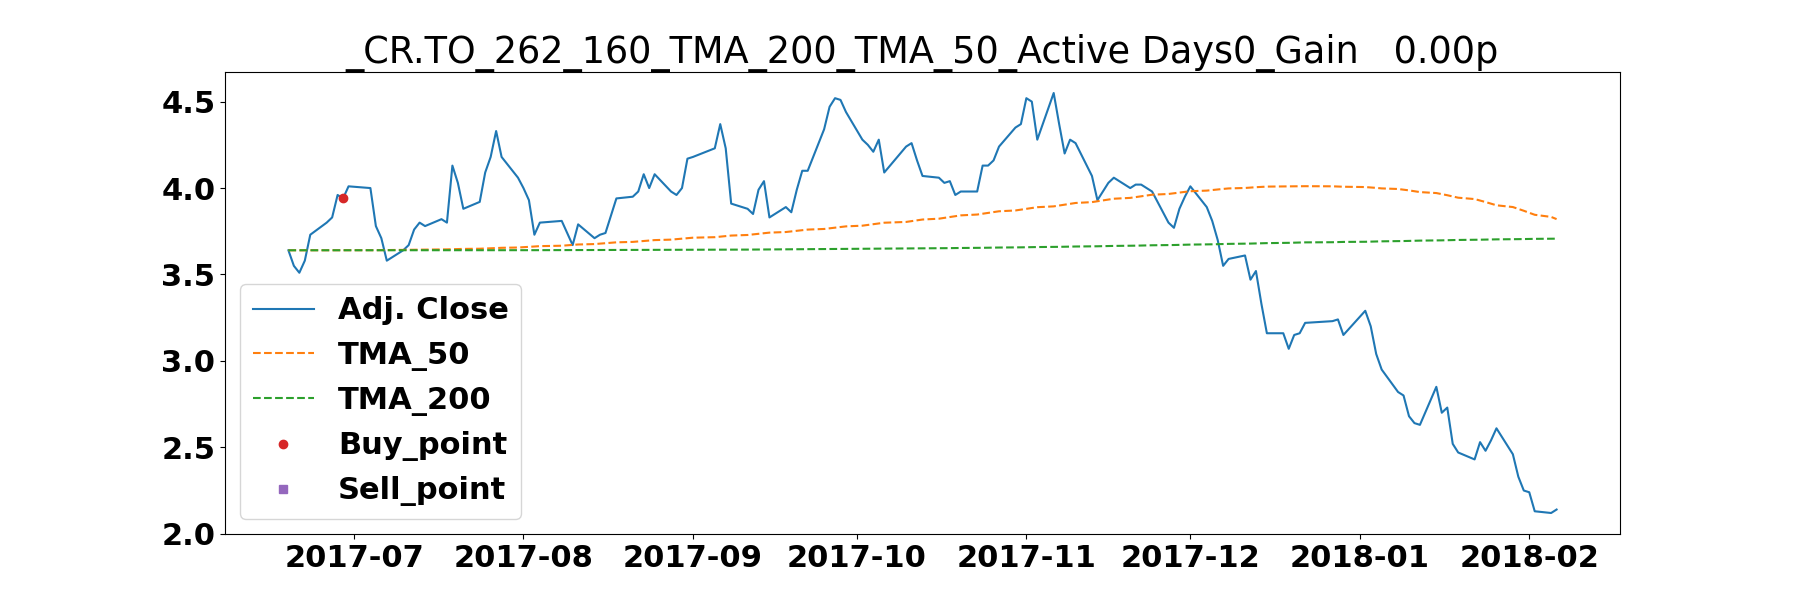 _CR.TO_262_160_TMA_200_TMA_50_Active Days0_Gain   0.00p
4.5
4.0
3.5
3.0
2.5
2.0
Adj. Close
TMA_50
TMA_200
Buy_point
Sell_point
2017-07 2017-08 2017-09 2017-10 2017-11 2017-12 2018-01 2018-02